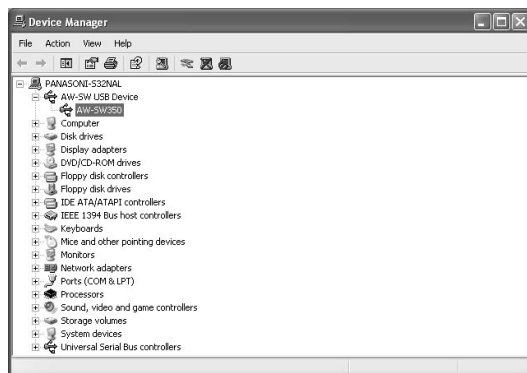 Device Manager
File Action View Help
PANASONI-S32NAL
AW-SW USB Device
AW-SW350
Computer
Disk drives
Display adapters
DVD/CD-ROM drives
Floppy disk controllers
Floppy disk drives
IDE ATA/ATAPI controllers
IEEE 1394 Bus host controllers
Keyboards
Mice and other pointing devices
Monitors
Network adapters
Ports (COM & LPT)
Processors
Sound, video and game controllers
Storage volumes
System devices
Universal Serial Bus controllers